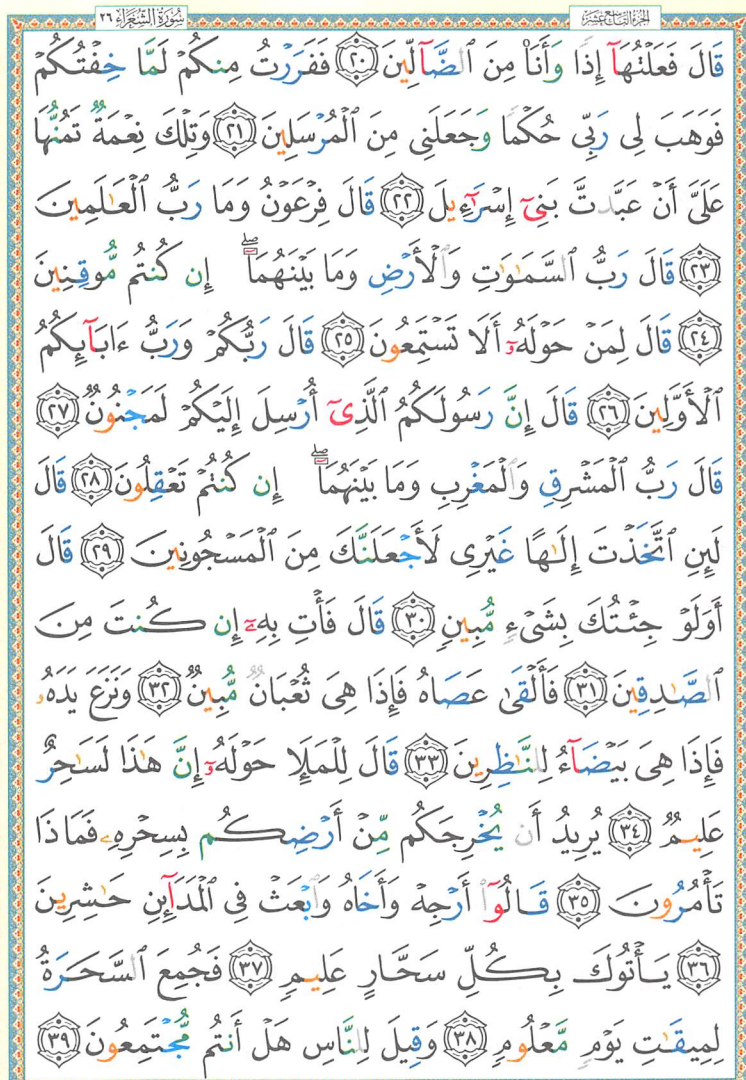 الجزء التاسع عشر
سورة الشعراء ٢٦
قَالَ فَعَلْتُهَآ إِذًا وَأَنَا۠ مِنَ ٱلضَّآلِّينَ ٢٠ فَفَرَرْتُ مِنكُمْ لَمَّا خِفْتُكُمْ
فَوَهَبَ لِى رَبِّى حُكْمًا وَجَعَلَنِى مِنَ ٱلْمُرْسَلِينَ ٢١ وَتِلْكَ نِعْمَةٌ تَمُنُّهَا
عَلَىَّ أَنْ عَبَّدتَّ بَنِىٓ إِسْرَٰٓءِيلَ ٢٢ قَالَ فِرْعَوْنُ وَمَا رَبُّ ٱلْعَٰلَمِينَ
٢٣ قَالَ رَبُّ ٱلسَّمَٰوَٰتِ وَٱلْأَرْضِ وَمَا بَيْنَهُمَآ ۖ إِن كُنتُم مُّوقِنِينَ
٢٤ قَالَ لِمَنْ حَوْلَهُۥٓ أَلَا تَسْتَمِعُونَ ٢٥ قَالَ رَبُّكُمْ وَرَبُّ ءَابَآئِكُمُ
ٱلْأَوَّلِينَ ٢٦ قَالَ إِنَّ رَسُولَكُمُ ٱلَّذِىٓ أُرْسِلَ إِلَيْكُمْ لَمَجْنُونٌ ٢٧
قَالَ رَبُّ ٱلْمَشْرِقِ وَٱلْمَغْرِبِ وَمَا بَيْنَهُمَآ ۖ إِن كُنتُمْ تَعْقِلُونَ ٢٨ قَالَ
لَئِنِ ٱتَّخَذْتَ إِلَٰهًا غَيْرِى لَأَجْعَلَنَّكَ مِنَ ٱلْمَسْجُونِينَ ٢٩ قَالَ
أَوَلَوْ جِئْتُكَ بِشَىْءٍ مُّبِينٍ ٣٠ قَالَ فَأْتِ بِهِۦٓ إِن كُنتَ مِنَ
ٱلصَّٰدِقِينَ ٣١ فَأَلْقَىٰ عَصَاهُ فَإِذَا هِىَ ثُعْبَانٌ مُّبِينٌ ٣٢ وَنَزَعَ يَدَهُۥ
فَإِذَا هِىَ بَيْضَآءُ لِلنَّٰظِرِينَ ٣٣ قَالَ لِلْمَلَإِ حَوْلَهُۥٓ إِنَّ هَٰذَا لَسَٰحِرٌ
عَلِيمٌ ٣٤ يُرِيدُ أَن يُخْرِجَكُم مِّنْ أَرْضِكُم بِسِحْرِهِۦ فَمَاذَا
تَأْمُرُونَ ٣٥ قَالُوٓا۟ أَرْجِهْ وَأَخَاهُ وَٱبْعَثْ فِى ٱلْمَدَآئِنِ حَٰشِرِينَ
٣٦ يَأْتُوكَ بِكُلِّ سَحَّارٍ عَلِيمٍ ٣٧ فَجُمِعَ ٱلسَّحَرَةُ
لِمِيقَٰتِ يَوْمٍ مَّعْلُومٍ ٣٨ وَقِيلَ لِلنَّاسِ هَلْ أَنتُم مُّجْتَمِعُونَ ٣٩